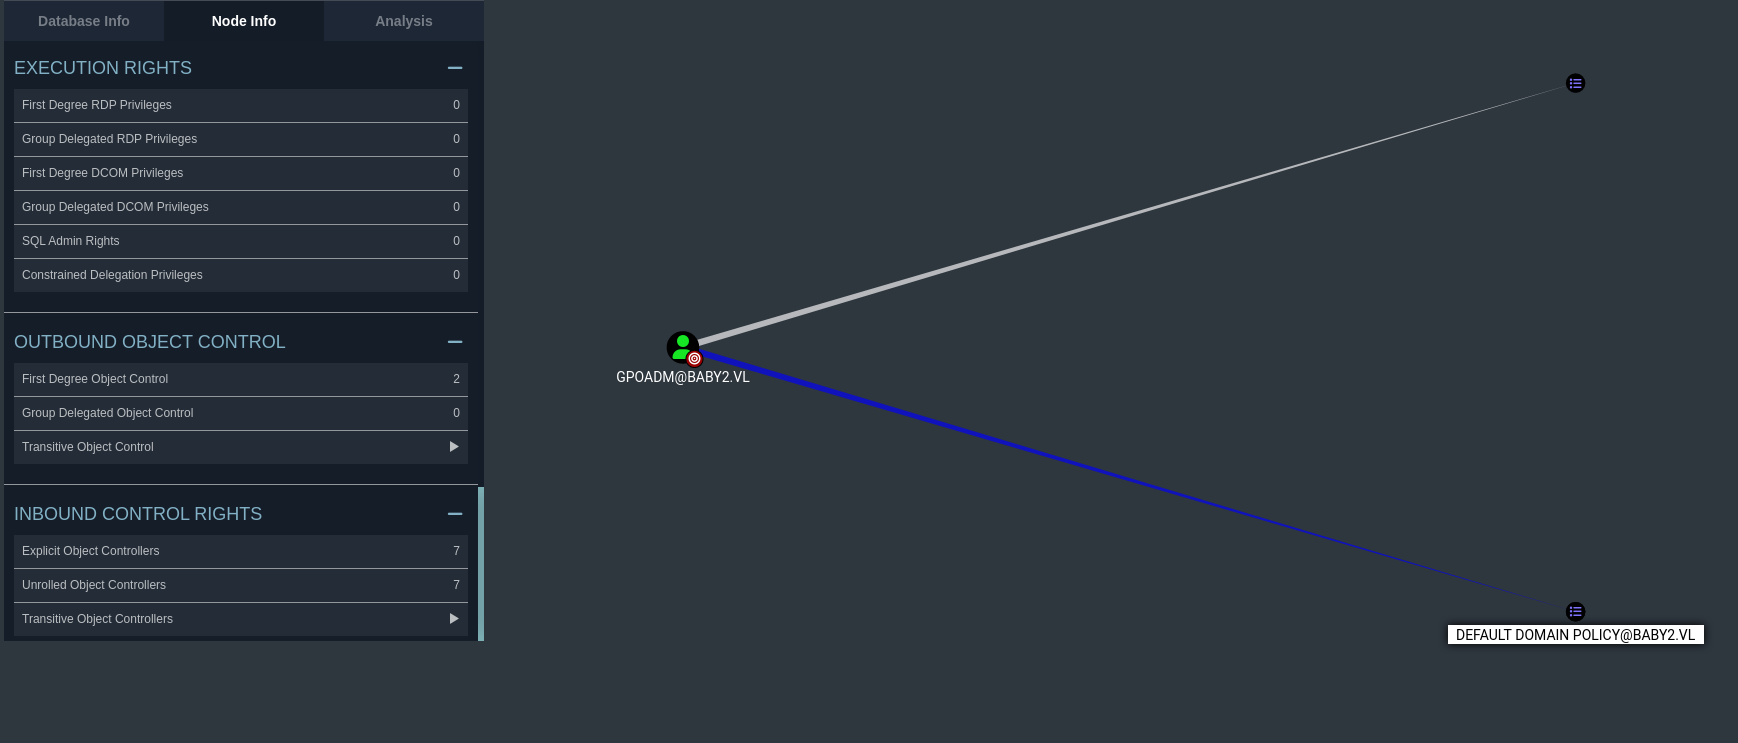 Database Info Node Info Analysis
EXECUTION RIGHTS
First Degree RDP Privileges 0
Group Delegated RDP Privileges 0
First Degree DCOM Privileges 0
Group Delegated DCOM Privileges 0
SQL Admin Rights 0
Constrained Delegation Privileges 0
OUTBOUND OBJECT CONTROL
First Degree Object Control 2
Group Delegated Object Control 0
Transitive Object Control
INBOUND CONTROL RIGHTS
Explicit Object Controllers 7
Unrolled Object Controllers 7
Transitive Object Controllers
GPOADM@BABY2.VL
DEFAULT DOMAIN POLICY@BABY2.VL